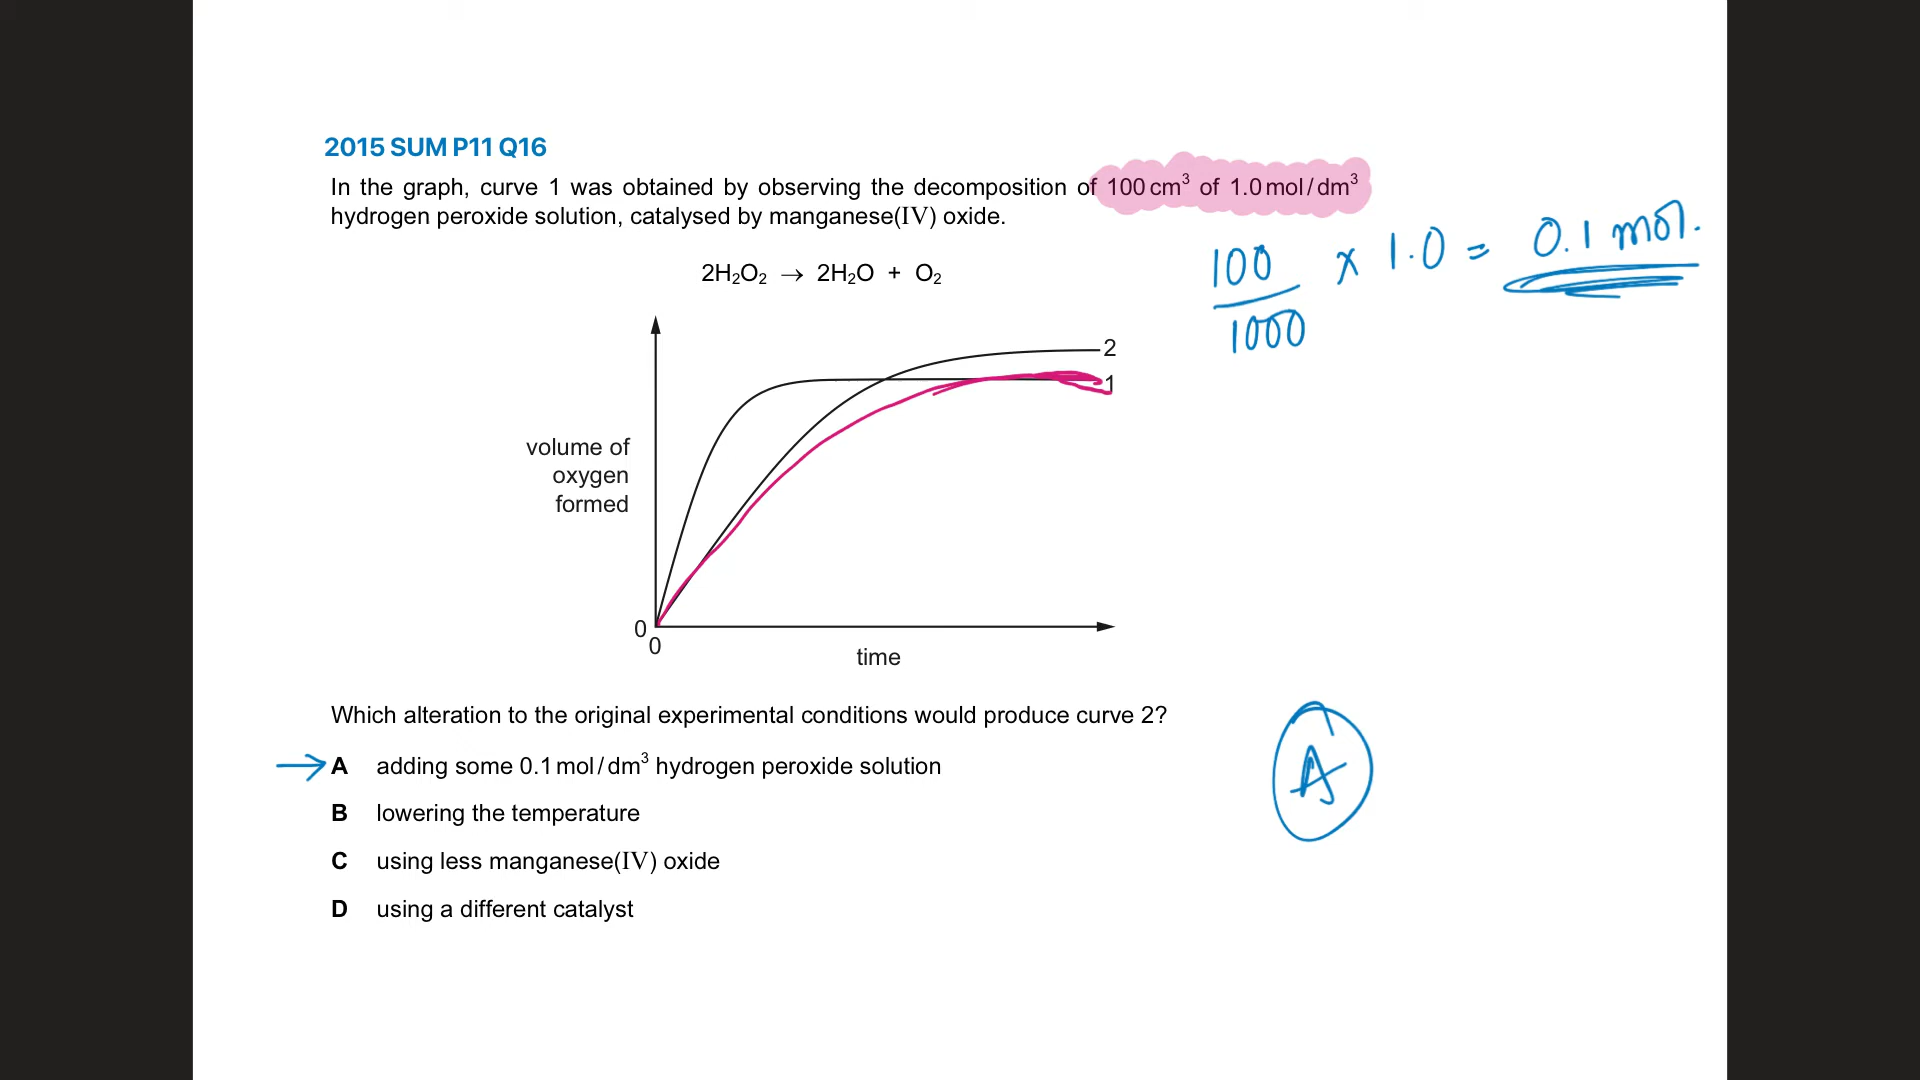 2015 SUM P11 Q16
In the graph, curve 1 was obtained by observing the decomposition of 100 cm³ of 1.0 mol / dm³
hydrogen peroxide solution, catalysed by manganese(IV) oxide.
100
1000
x 1.0 = 0.1 mol.
2H₂O₂ → 2H₂O + O₂
2
1
volume of
oxygen
formed
0
0
time
Which alteration to the original experimental conditions would produce curve 2?
A adding some 0.1 mol / dm³ hydrogen peroxide solution
B lowering the temperature
C using less manganese(IV) oxide
D using a different catalyst
A